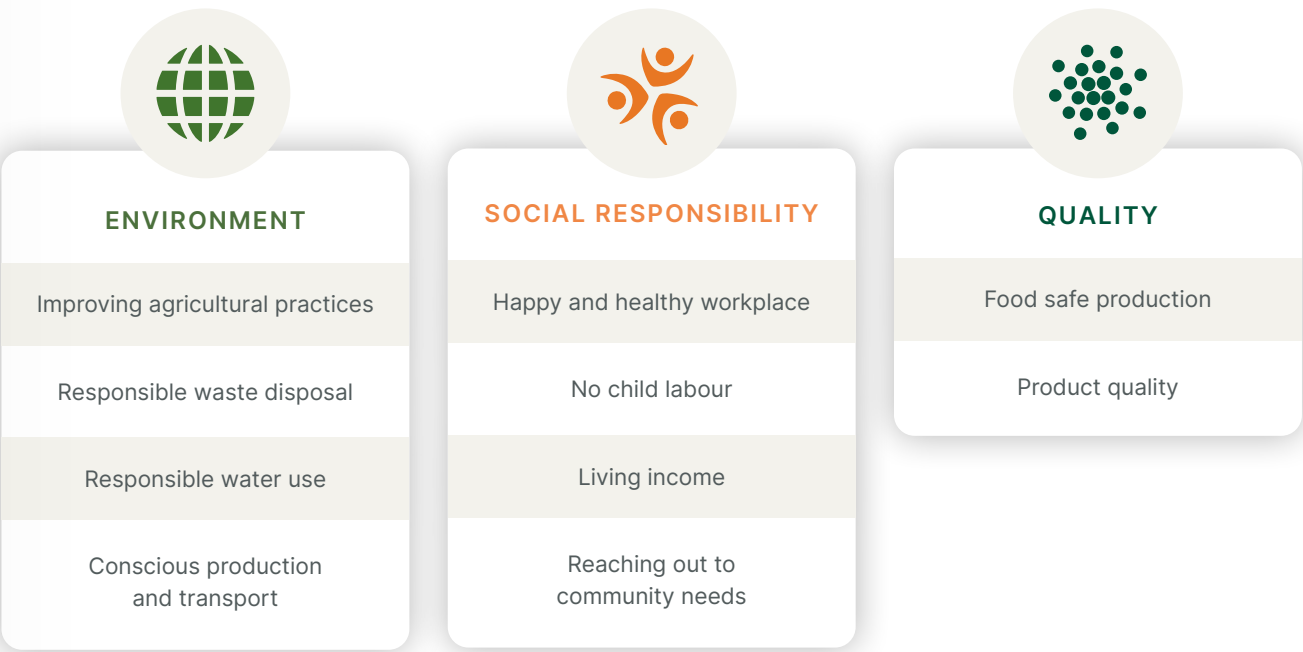 ENVIRONMENT
Improving agricultural practices
Responsible waste disposal
Responsible water use
Conscious production
and transport
SOCIAL RESPONSIBILITY
Happy and healthy workplace
No child labour
Living income
Reaching out to
community needs
QUALITY
Food safe production
Product quality